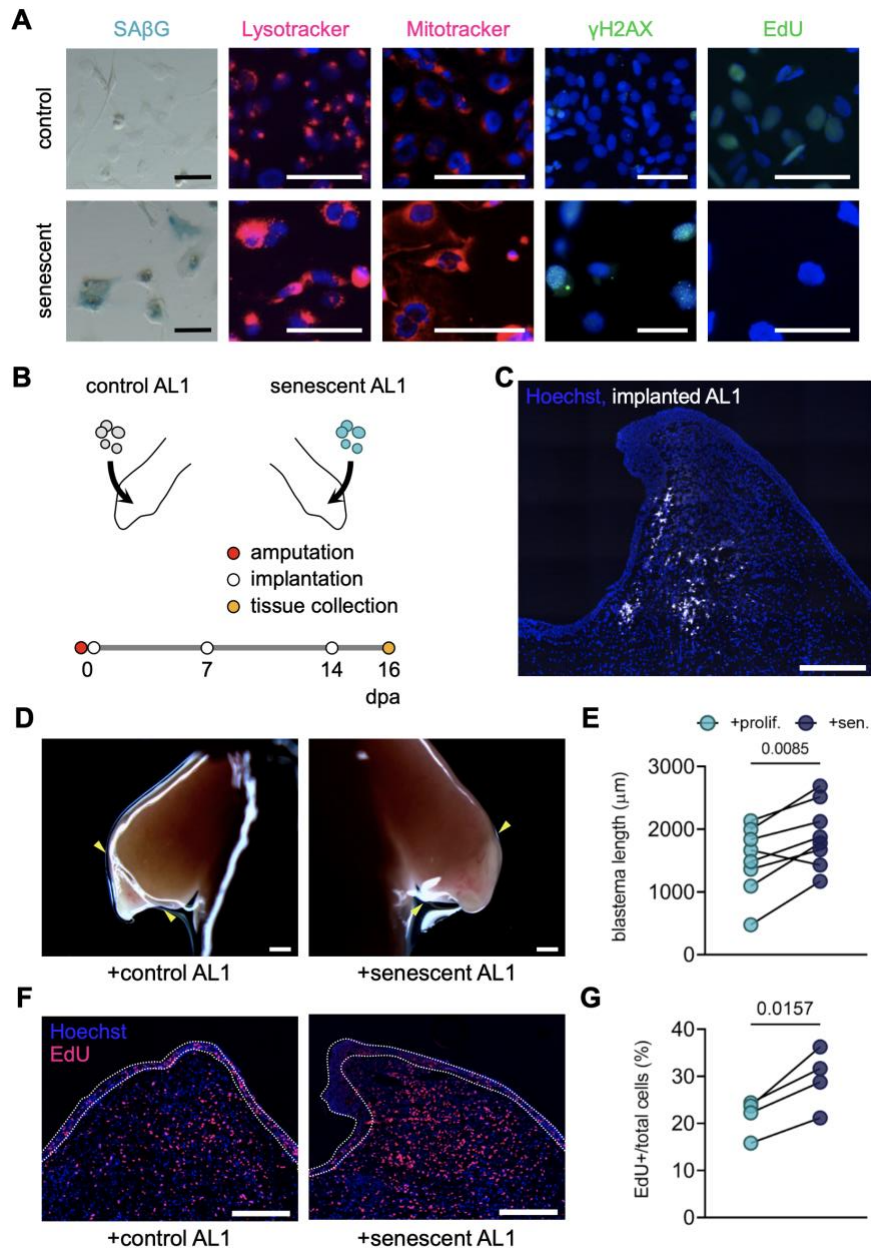 A
SAβG
Lysotracker
Mitotracker
γH2AX
EdU
control
senescent
B
control AL1
senescent AL1
amputation
implantation
tissue collection
0
7
14
16
dpa
C
Hoechst, implanted AL1
D
+control AL1
+senescent AL1
E
+prolif.
+sen.
0.0085
3000
2000
1000
0
blastema length (μm)
F
Hoechst
EdU
+control AL1
+senescent AL1
G
0.0157
40
30
20
10
0
EdU+/total cells (%)